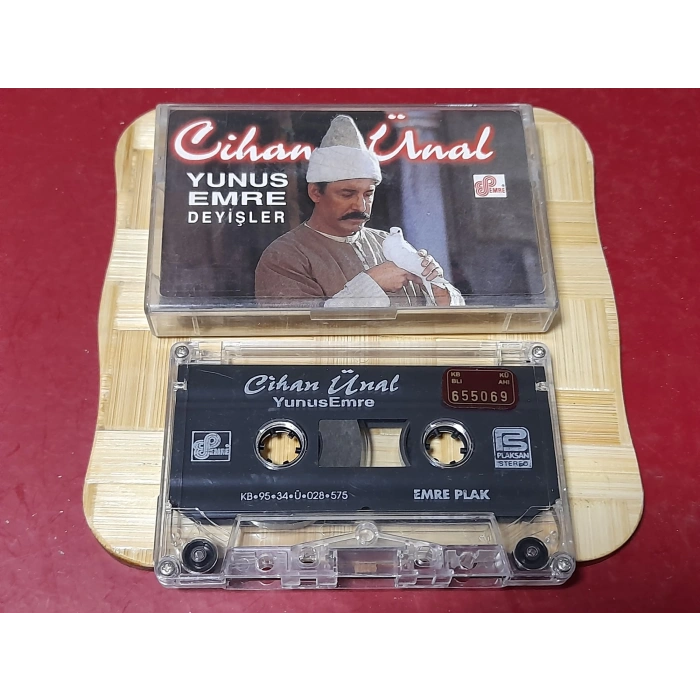 Cihan Ünal
YUNUS
EMRE
DEYİŞLER
EMRE
Cihan Ünal
YunusEmre
KB KÜ
BLI AHI
655069
EMRE
PLAKSAN
STEREO
KB•95•34•Ü•028•575
EMRE PLAK